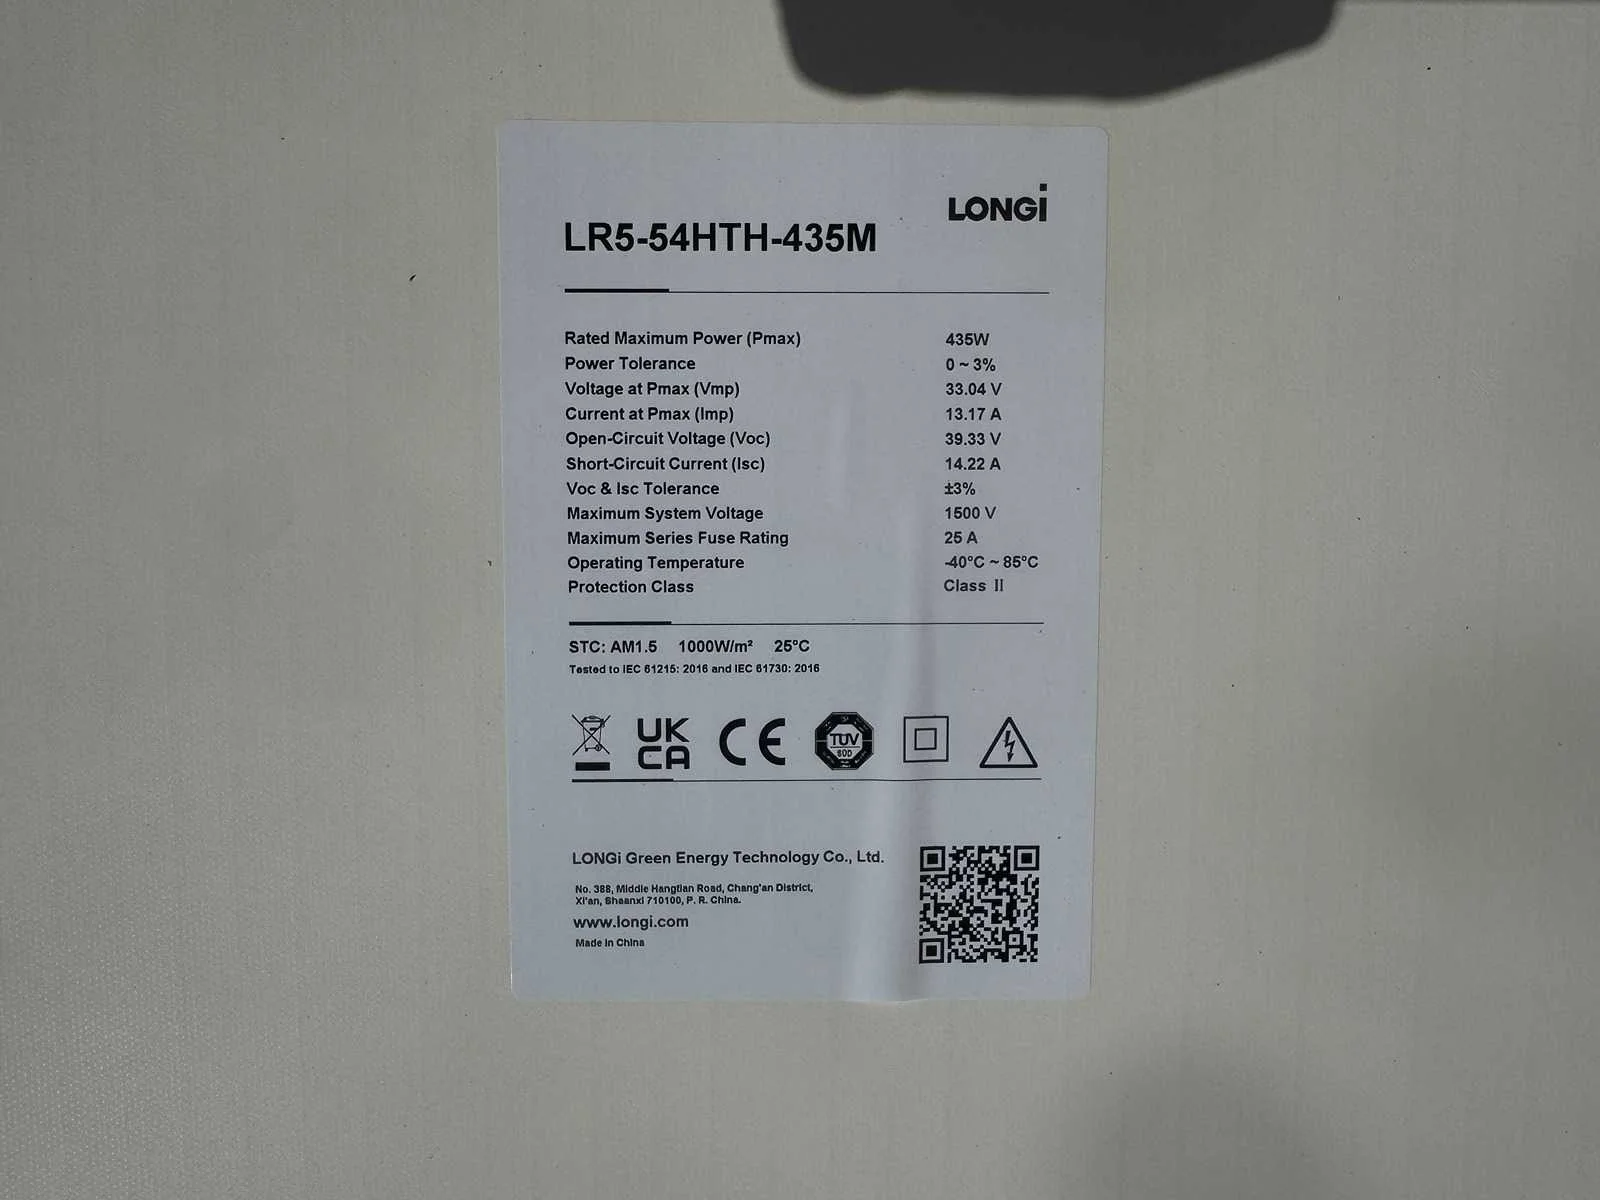 LONGi
LR5-54HTH-435M
Rated Maximum Power (Pmax) 435W
Power Tolerance 0 ~ 3%
Voltage at Pmax (Vmp) 33.04 V
Current at Pmax (Imp) 13.17 A
Open-Circuit Voltage (Voc) 39.33 V
Short-Circuit Current (Isc) 14.22 A
Voc & Isc Tolerance ±3%
Maximum System Voltage 1500 V
Maximum Series Fuse Rating 25 A
Operating Temperature -40°C ~ 85°C
Protection Class Class II
STC: AM1.5 1000W/m² 25°C
Tested to IEC 61215: 2016 and IEC 61730: 2016
UK
CA
CE
TÜV
SÜD
LONGi Green Energy Technology Co., Ltd.
No. 388, Middle Hangtian Road, Chang'an District,
Xi'an, Shaanxi 710100, P. R. China.
www.longi.com
Made in China